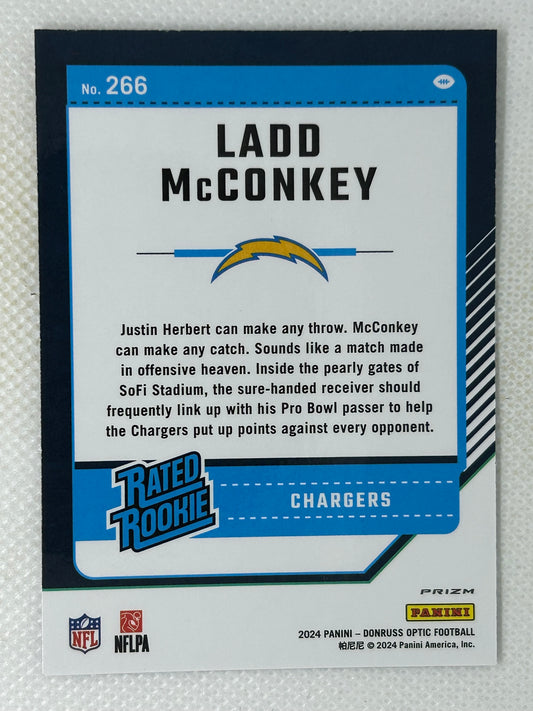 No. 266
LADD
McCONKEY
Justin Herbert can make any throw. McConkey
can make any catch. Sounds like a match made
in offensive heaven. Inside the pearly gates of
SoFi Stadium, the sure-handed receiver should
frequently link up with his Pro Bowl passer to help
the Chargers put up points against every opponent.
RATED
ROOKIE
CHARGERS
PRIZM
PANINI
NFL
NFLPA
2024 PANINI – DONRUSS OPTIC FOOTBALL
帕尼尼 © 2024 Panini America, Inc.